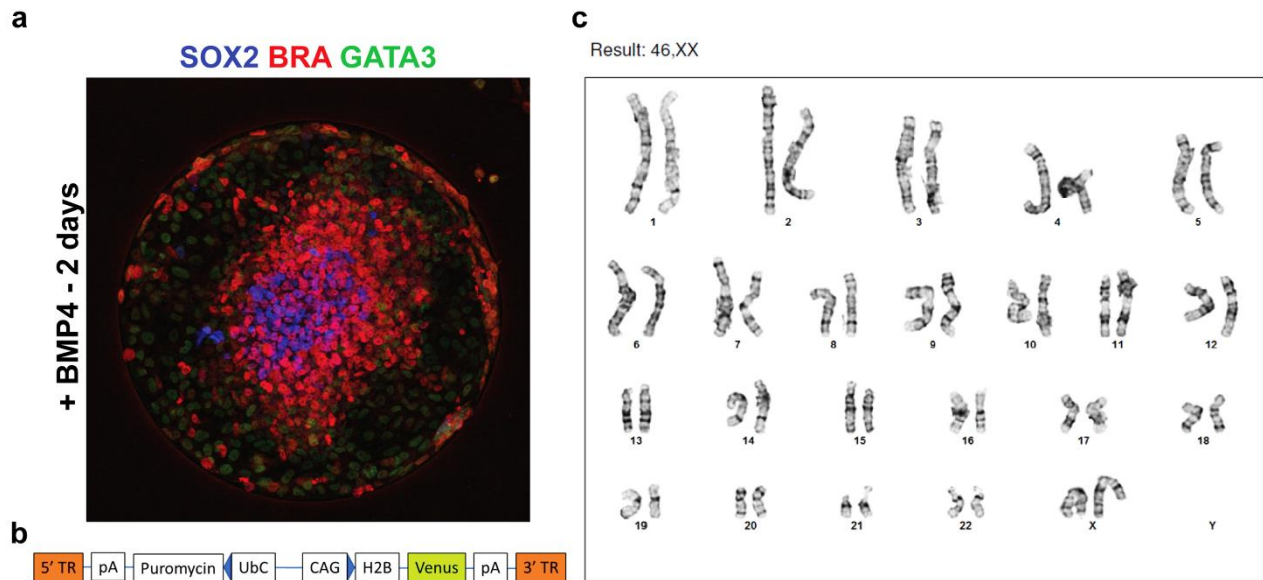 a
SOX2 BRA GATA3
+ BMP4 - 2 days
b
5' TR pA Puromycin UbC CAG H2B Venus pA 3' TR
c
Result: 46,XX
1 2 3 4 5
6 7 8 9 10 11 12
13 14 15 16 17 18
19 20 21 22 X Y